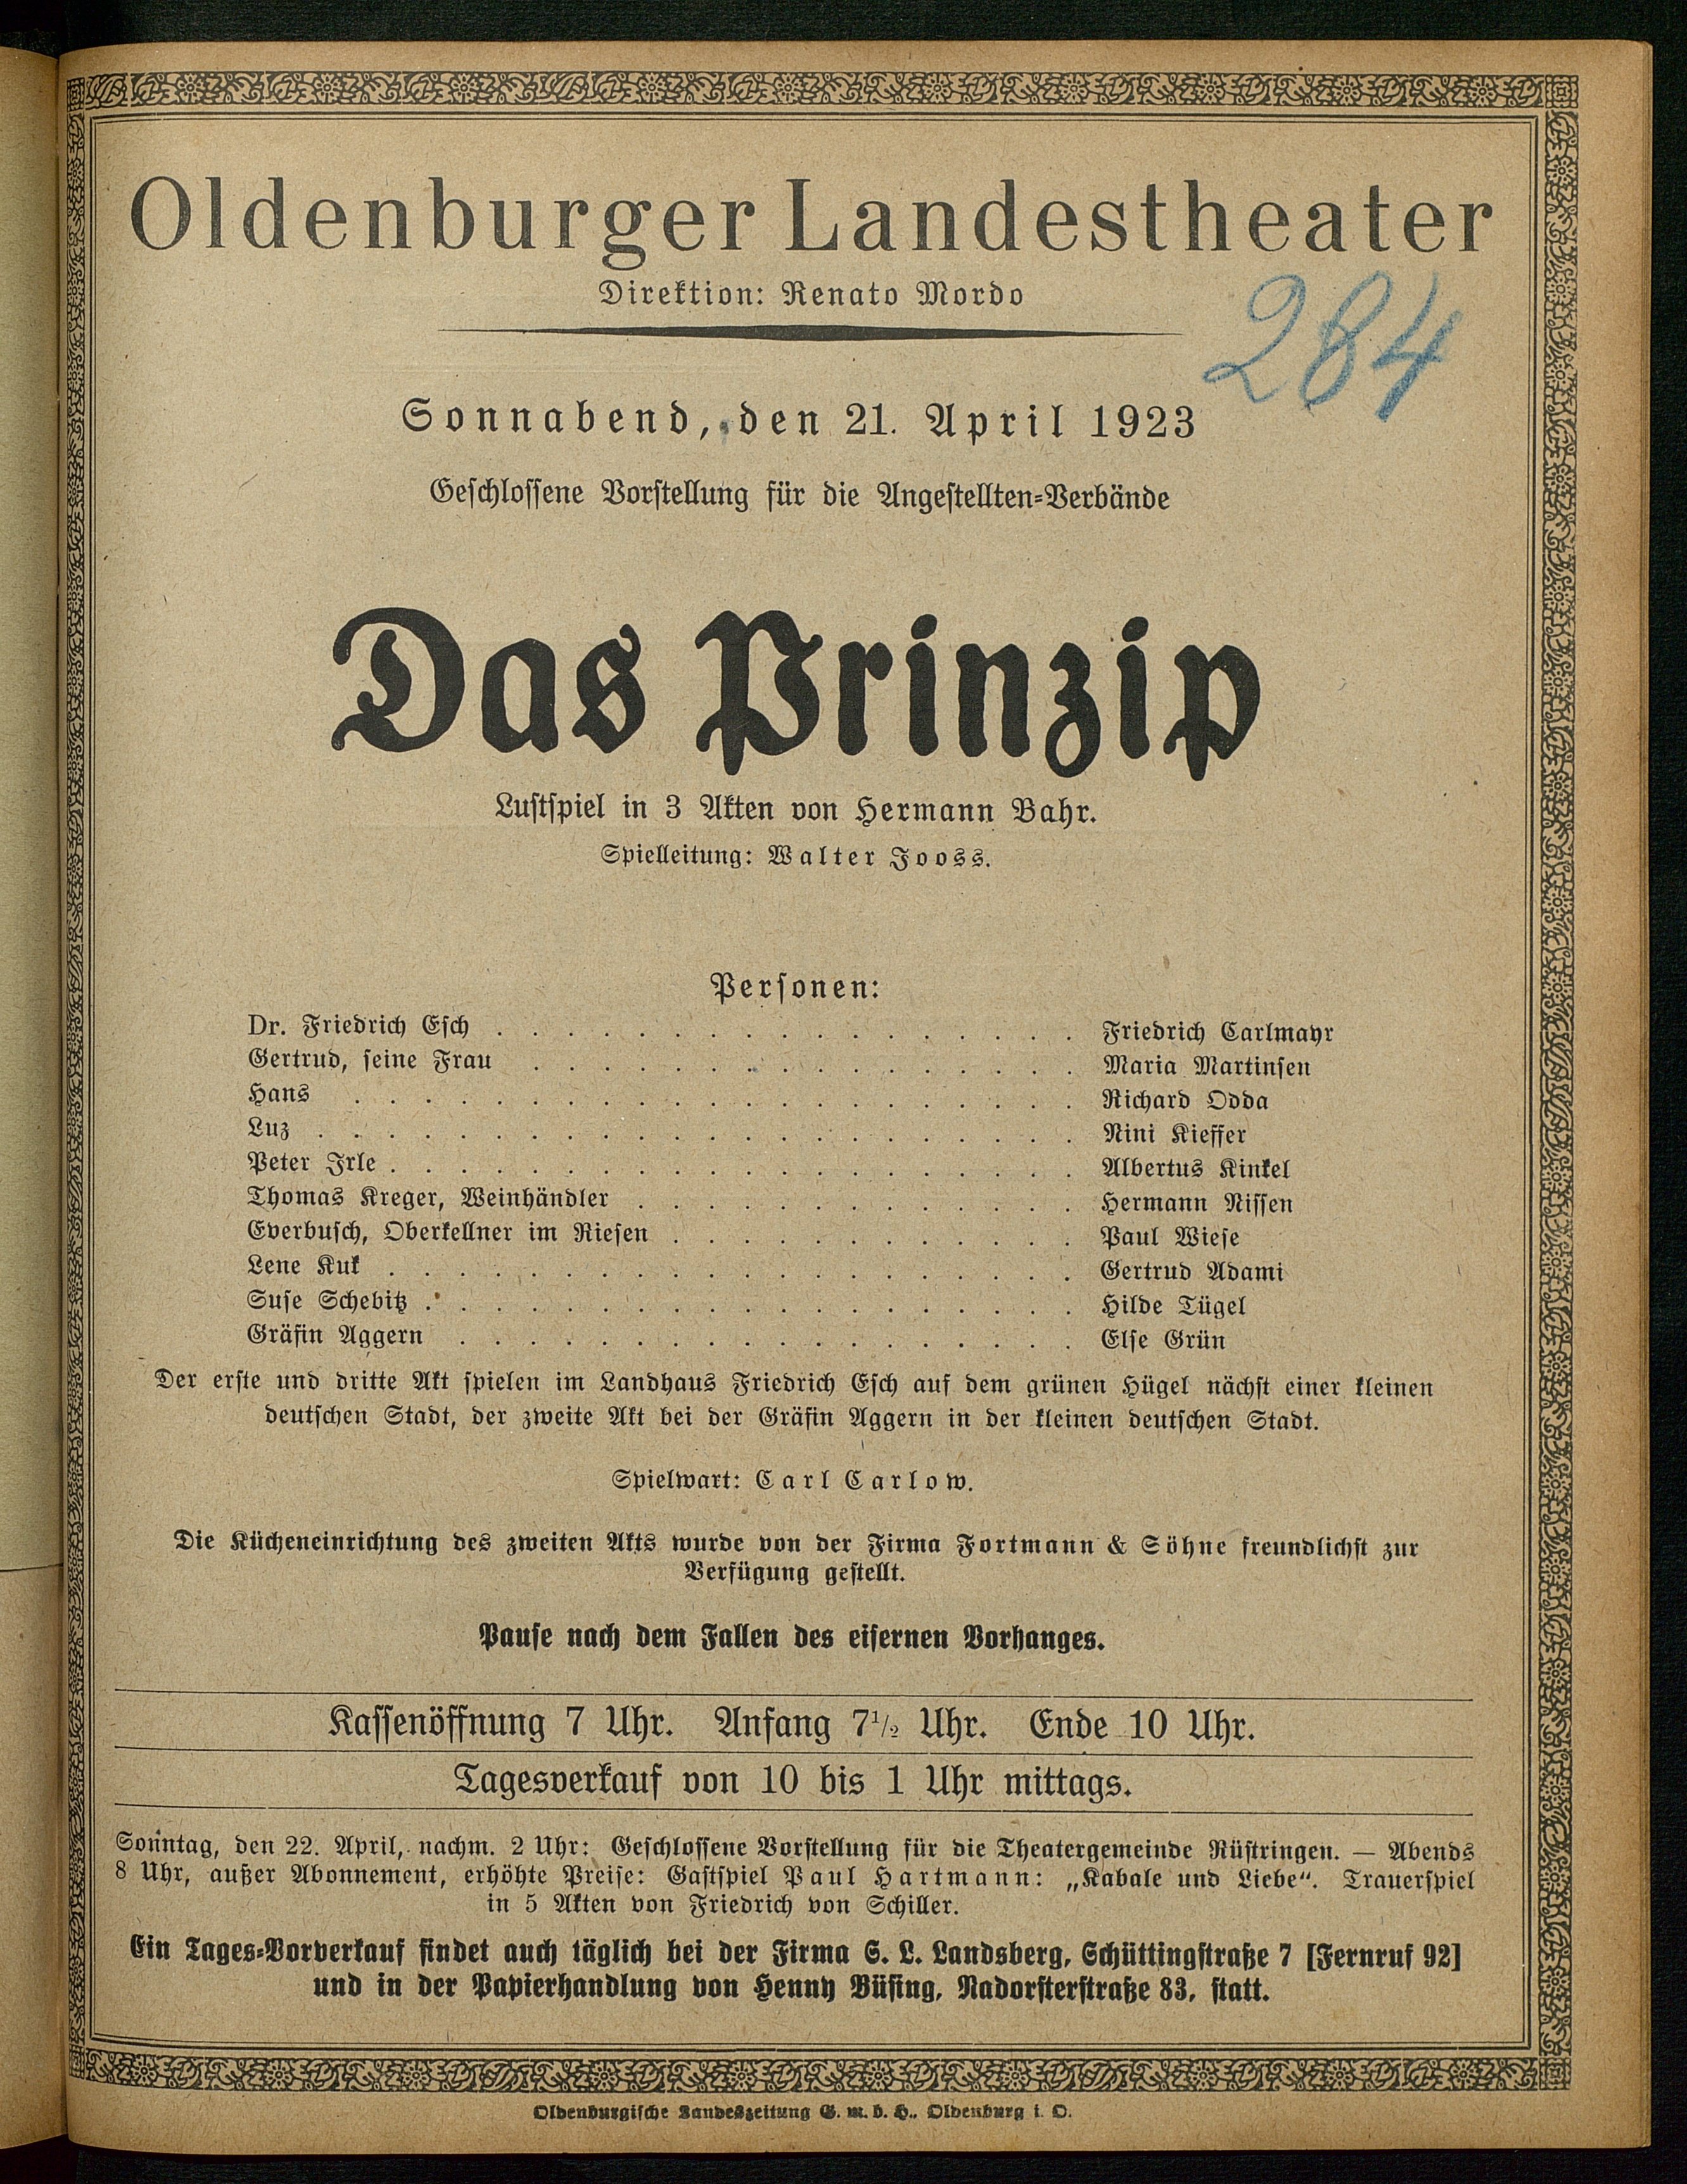 Oldenburger Landestheater
Direktion: Renato Mordo
284
Sonnabend, den 21. April 1923
Geschlossene Vorstellung für die Angestellten-Verbände
Das Prinzip
Lustspiel in 3 Akten von Hermann Bahr.
Spielleitung: Walter Jooss.
Personen:
Dr. Friedrich Esch . . . . . . . . . . . . . . . . . Friedrich Carlmayr
Gertrud, seine Frau . . . . . . . . . . . . . . . . Maria Martinsen
Hans . . . . . . . . . . . . . . . . . . . . . Richard Odda
Luz . . . . . . . . . . . . . . . . . . . . . . Nini Kieffer
Peter Irle . . . . . . . . . . . . . . . . . . . . Albertus Kinkel
Thomas Kreger, Weinhändler . . . . . . . . . . . . . Hermann Nissen
Everbusch, Oberkellner im Riesen . . . . . . . . . . . . Paul Wiese
Lene Kuk . . . . . . . . . . . . . . . . . . . . Gertrud Adami
Suse Schebitz . . . . . . . . . . . . . . . . . . . Hilde Tügel
Gräfin Aggern . . . . . . . . . . . . . . . . . . Else Grün
Der erste und dritte Akt spielen im Landhaus Friedrich Esch auf dem grünen Hügel nächst einer kleinen
deutschen Stadt, der zweite Akt bei der Gräfin Aggern in der kleinen deutschen Stadt.
Spielwart: Carl Carlow.
Die Kücheneinrichtung des zweiten Akts wurde von der Firma Fortmann & Söhne freundlichst zur
Verfügung gestellt.
Pause nach dem Fallen des eisernen Vorhanges.
Kassenöffnung 7 Uhr. Anfang 7½ Uhr. Ende 10 Uhr.
Tagesverkauf von 10 bis 1 Uhr mittags.
Sonntag, den 22. April, nachm. 2 Uhr: Geschlossene Vorstellung für die Theatergemeinde Rüstringen. — Abends
8 Uhr, außer Abonnement, erhöhte Preise: Gastspiel Paul Hartmann: „Kabale und Liebe“. Trauerspiel
in 5 Akten von Friedrich von Schiller.
Ein Tages-Vorverkauf findet auch täglich bei der Firma S. L. Landsberg, Schüttingstraße 7 [Fernruf 92]
und in der Papierhandlung von Henny Büsing, Nadorsterstraße 83, statt.
Oldenburgische Landeszeitung G. m. b. H., Oldenburg i. O.